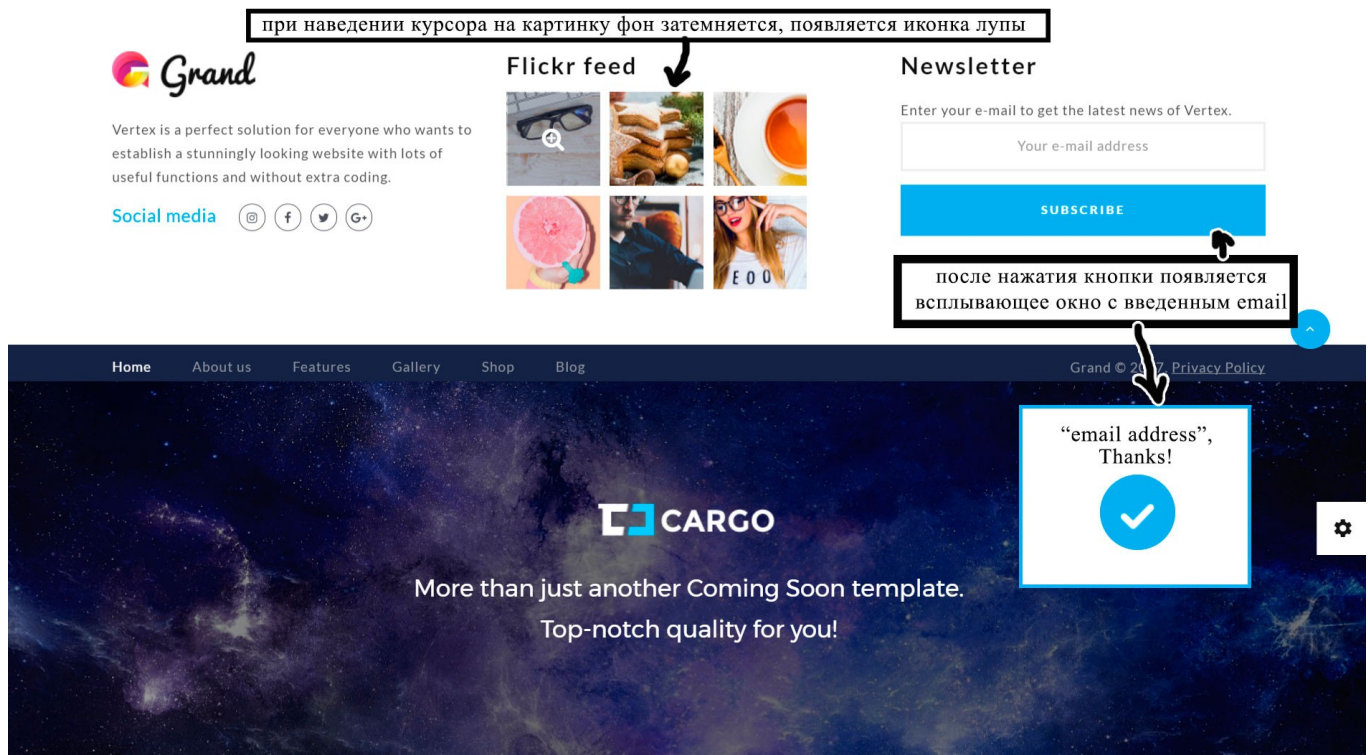 при наведении курсора на картинку фон затемняется, появляется иконка лупы
Grand
Vertex is a perfect solution for everyone who wants to
establish a stunningly looking website with lots of
useful functions and without extra coding.
Social media
G+
Flickr feed
EOO
Newsletter
Enter your e-mail to get the latest news of Vertex.
Your e-mail address
SUBSCRIBE
после нажатия кнопки появляется
всплывающее окно с введенным email
Home About us Features Gallery Shop Blog
Grand © Privacy Policy
“email address”,
Thanks!
CARGO
More than just another Coming Soon template.
Top-notch quality for you!